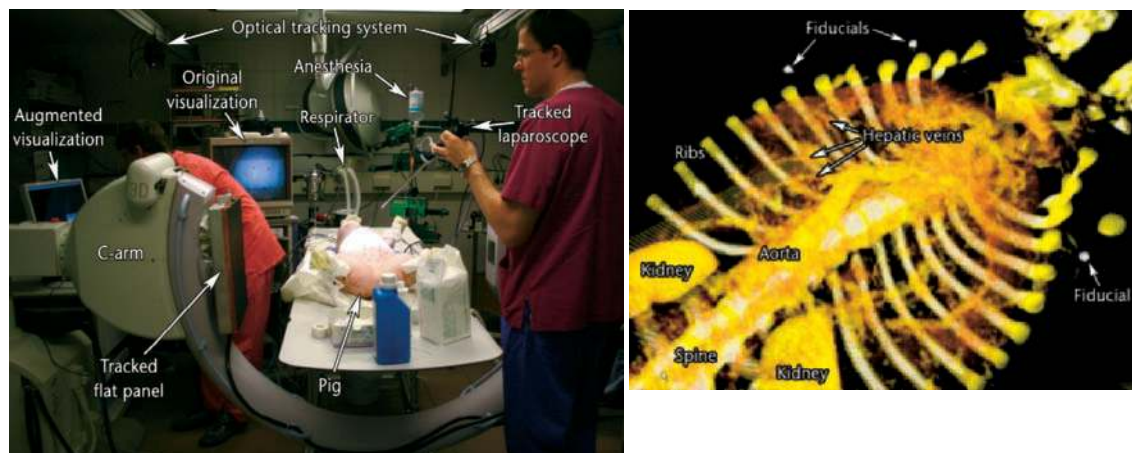 Optical tracking system
Anesthesia
Original
visualization
Respirator
Augmented
visualization
Tracked
laparoscope
3D
C-arm
Tracked
flat panel
Pig
Fiducials
Hepatic veins
Ribs
Aorta
Kidney
Fiducial
Spine
Kidney